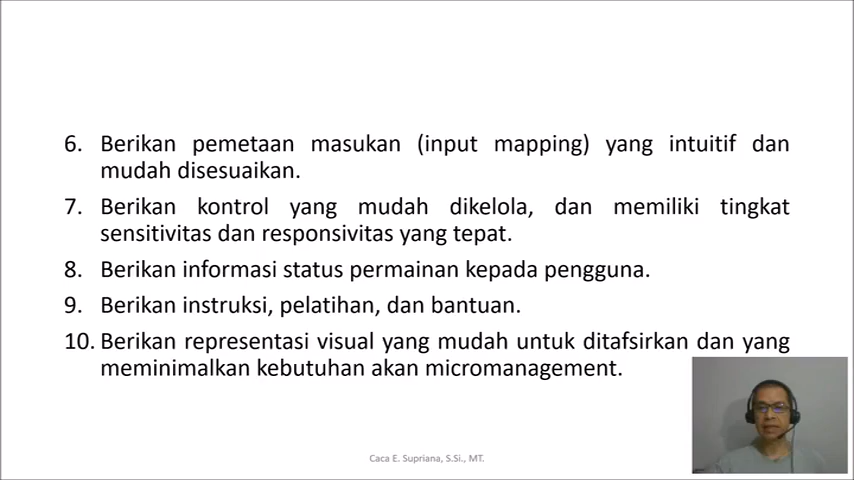 6. Berikan pemetaan masukan (input mapping) yang intuitif dan
mudah disesuaikan.
7. Berikan kontrol yang mudah dikelola, dan memiliki tingkat
sensitivitas dan responsivitas yang tepat.
8. Berikan informasi status permainan kepada pengguna.
9. Berikan instruksi, pelatihan, dan bantuan.
10. Berikan representasi visual yang mudah untuk ditafsirkan dan yang
meminimalkan kebutuhan akan micromanagement.
Caca E. Supriana, S.Si., MT.